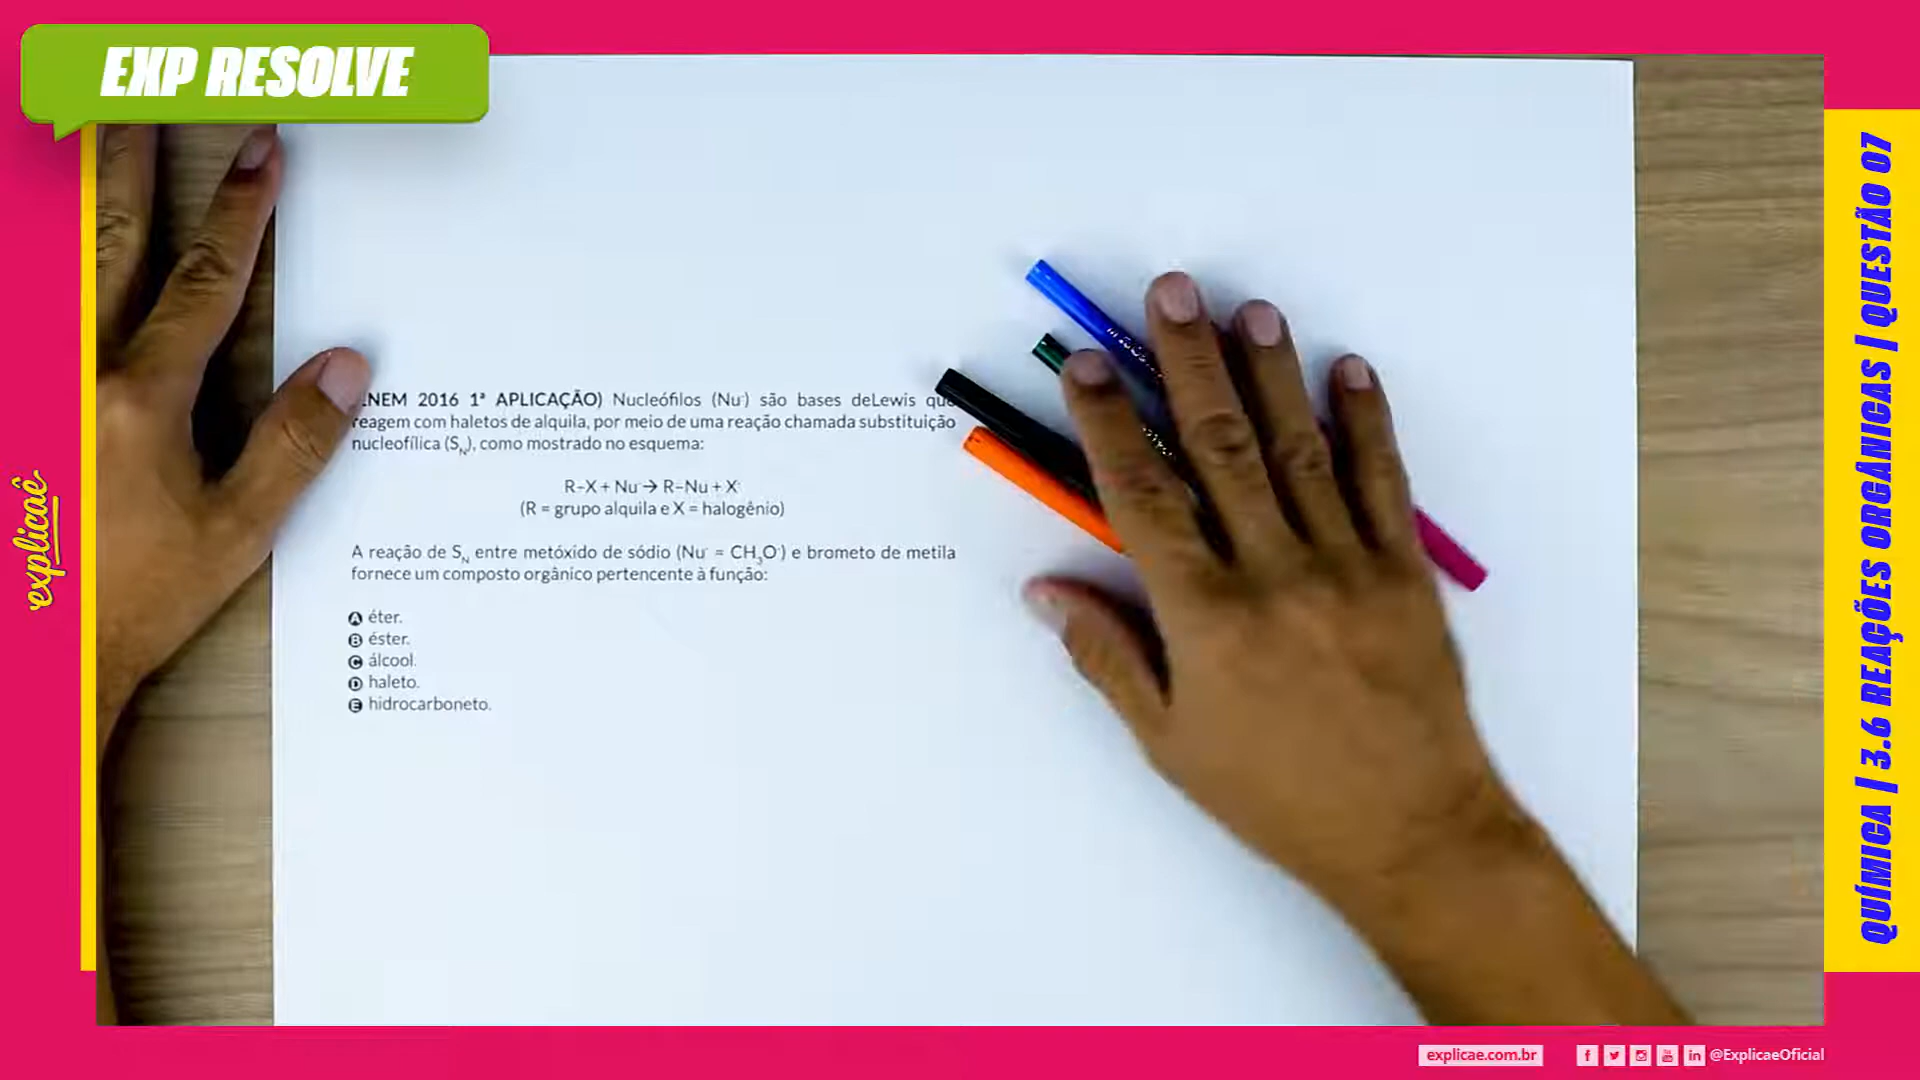 EXP RESOLVE
NEM 2016 1ª APLICAÇÃO) Nucleófilos (Nu⁻) são bases deLewis que
reagem com haletos de alquila, por meio de uma reação chamada substituição
nucleofílica (S_N), como mostrado no esquema:
R–X + Nu⁻ → R–Nu + X⁻
(R = grupo alquila e X = halogênio)
A reação de S_N entre metóxido de sódio (Nu⁻ = CH₃O⁻) e brometo de metila
fornece um composto orgânico pertencente à função:
A éter.
B éster.
C álcool.
D haleto.
E hidrocarboneto.
explicaê
QUÍMICA | 3.6 REAÇÕES ORGÂNICAS | QUESTÃO 07
explicae.com.br
@ExplicaeOficial